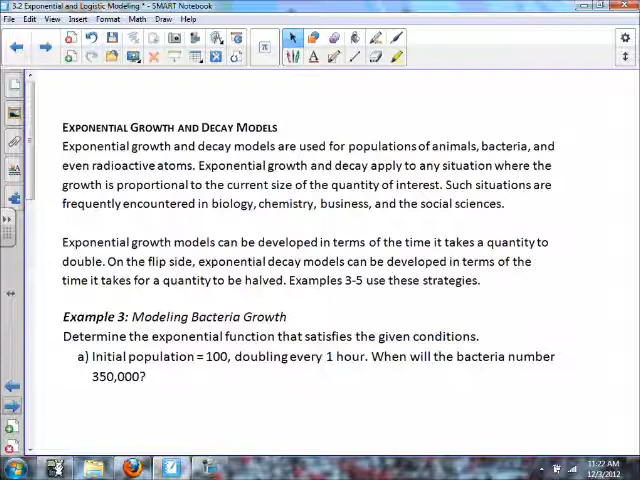 3.2 Exponential and Logistic Modeling * - SMART Notebook
File Edit View Insert Format Tools Math Draw Help
EXPONENTIAL GROWTH AND DECAY MODELS
Exponential growth and decay models are used for populations of animals, bacteria, and
even radioactive atoms. Exponential growth and decay apply to any situation where the
growth is proportional to the current size of the quantity of interest. Such situations are
frequently encountered in biology, chemistry, business, and the social sciences.
Exponential growth models can be developed in terms of the time it takes a quantity to
double. On the flip side, exponential decay models can be developed in terms of the
time it takes for a quantity to be halved. Examples 3-5 use these strategies.
Example 3: Modeling Bacteria Growth
Determine the exponential function that satisfies the given conditions.
a) Initial population = 100, doubling every 1 hour. When will the bacteria number
350,000?
11:22 AM
12/3/2012